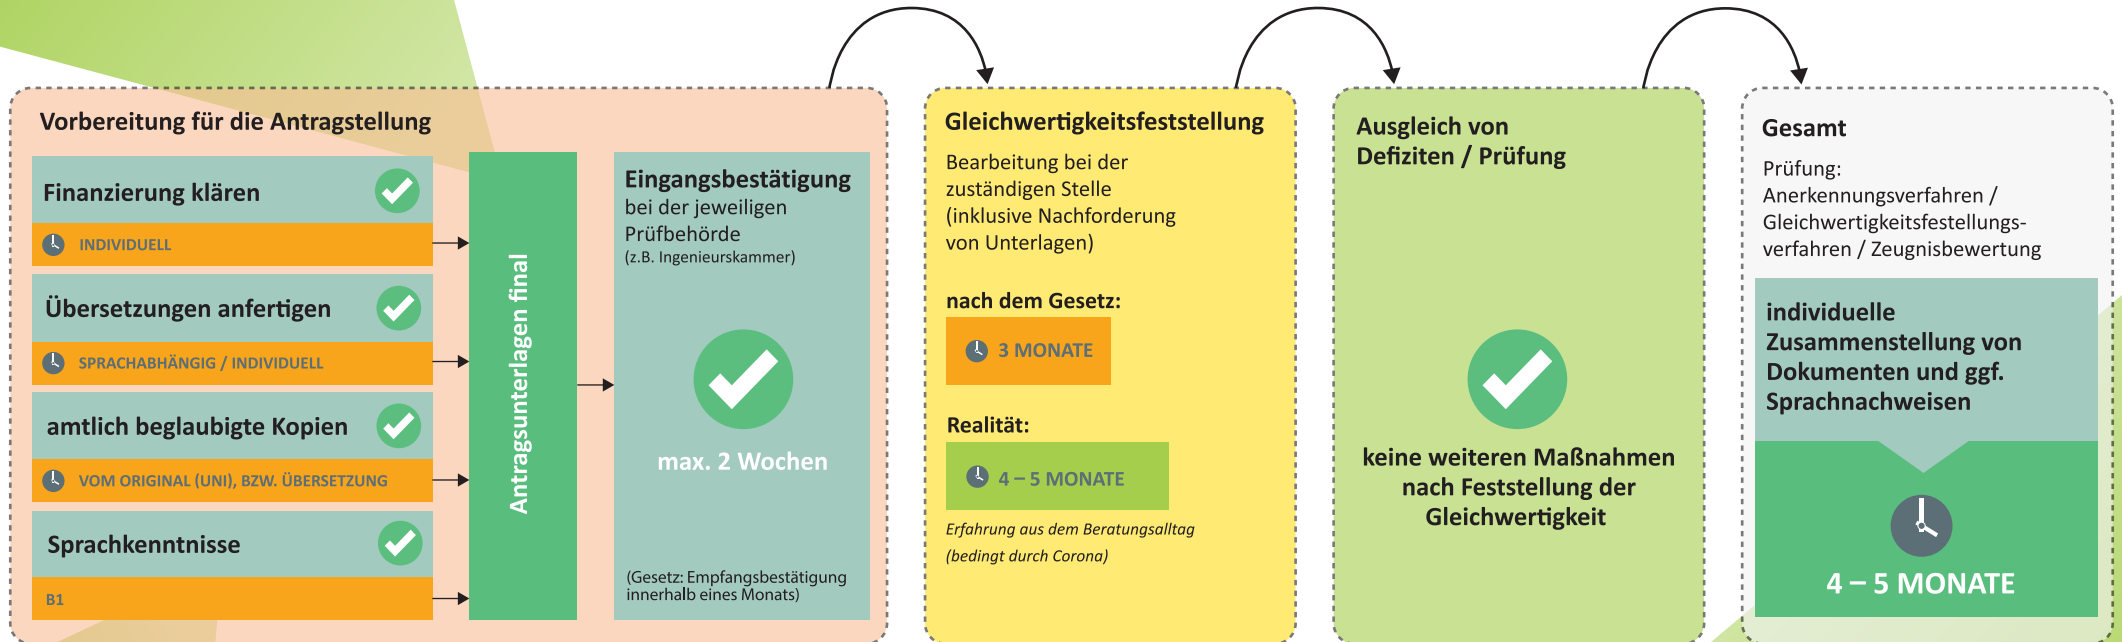 Vorbereitung für die Antragstellung
Finanzierung klären
INDIVIDUELL
Übersetzungen anfertigen
SPRACHABHÄNGIG / INDIVIDUELL
amtlich beglaubigte Kopien
VOM ORIGINAL (UNI), BZW. ÜBERSETZUNG
Sprachkenntnisse
B1
Antragsunterlagen final
Eingangsbestätigung
bei der jeweiligen
Prüfbehörde
(z.B. Ingenieurskammer)
max. 2 Wochen
(Gesetz: Empfangsbestätigung
innerhalb eines Monats)
Gleichwertigkeitsfeststellung
Bearbeitung bei der
zuständigen Stelle
(inklusive Nachforderung
von Unterlagen)
nach dem Gesetz:
3 MONATE
Realität:
4 – 5 MONATE
Erfahrung aus dem Beratungsalltag
(bedingt durch Corona)
Ausgleich von
Defiziten / Prüfung
keine weiteren Maßnahmen
nach Feststellung der
Gleichwertigkeit
Gesamt
Prüfung:
Anerkennungsverfahren /
Gleichwertigkeitsfestellungs-
verfahren / Zeugnisbewertung
individuelle
Zusammenstellung von
Dokumenten und ggf.
Sprachnachweisen
4 – 5 MONATE